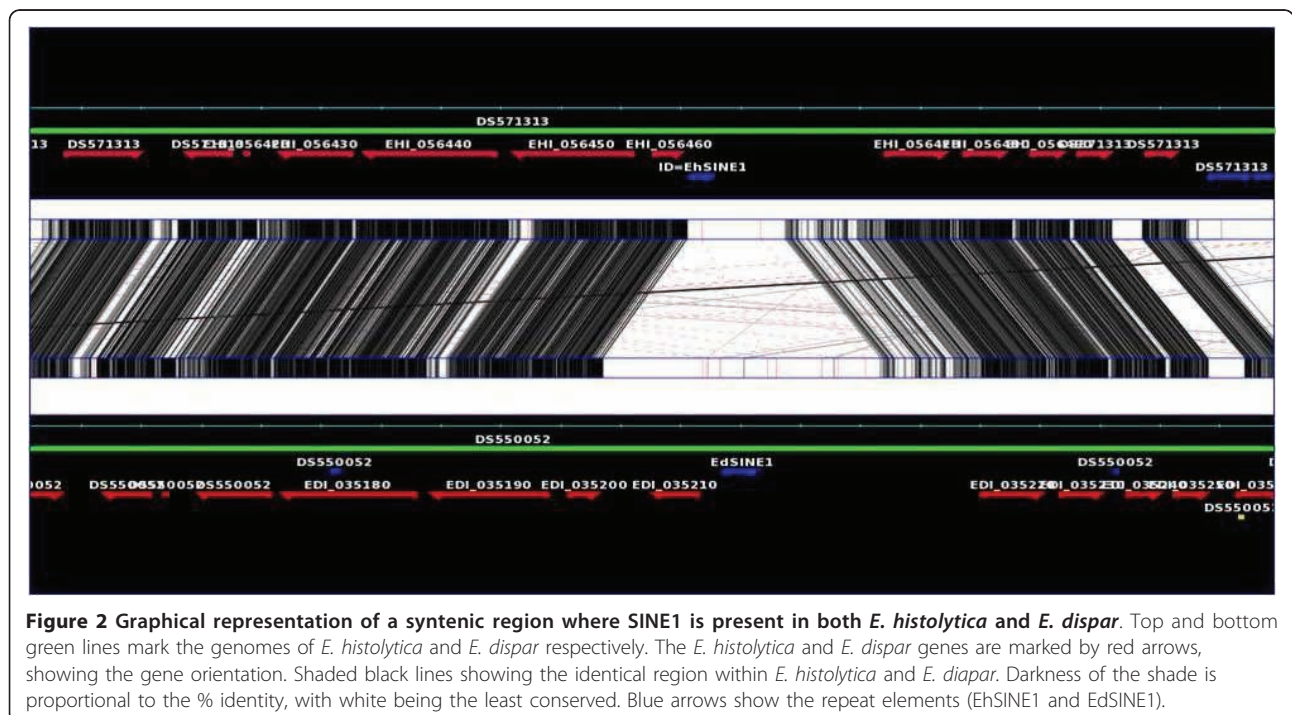 DS571313
13 DS571313 EHI_056430 EHI_056440 EHI_056450 EHI_056460 DS571313
ID=EhSINE1 DS571313
DS550052
DS550052 EdSINE1 DS550052
0052 DS550052 EDI_035180 EDI_035190 EDI_035200 EDI_035210
Figure 2 Graphical representation of a syntenic region where SINE1 is present in both E. histolytica and E. dispar. Top and bottom
green lines mark the genomes of E. histolytica and E. dispar respectively. The E. histolytica and E. dispar genes are marked by red arrows,
showing the gene orientation. Shaded black lines showing the identical region within E. histolytica and E. diapar. Darkness of the shade is
proportional to the % identity, with white being the least conserved. Blue arrows show the repeat elements (EhSINE1 and EdSINE1).